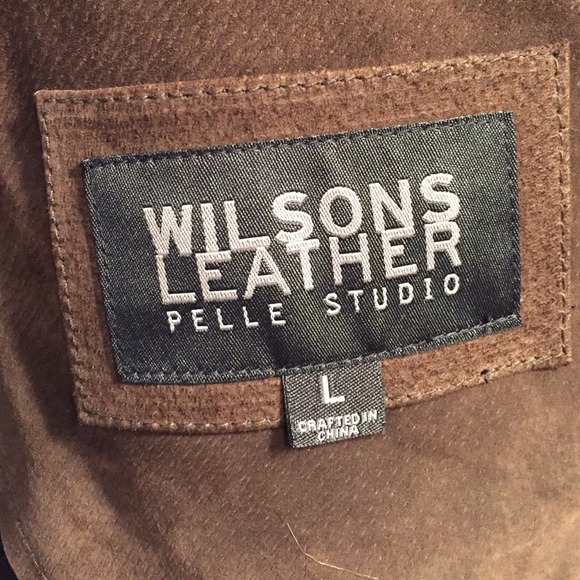 WILSONS
LEATHER
PELLE STUDIO
L
CRAFTED IN
CHINA